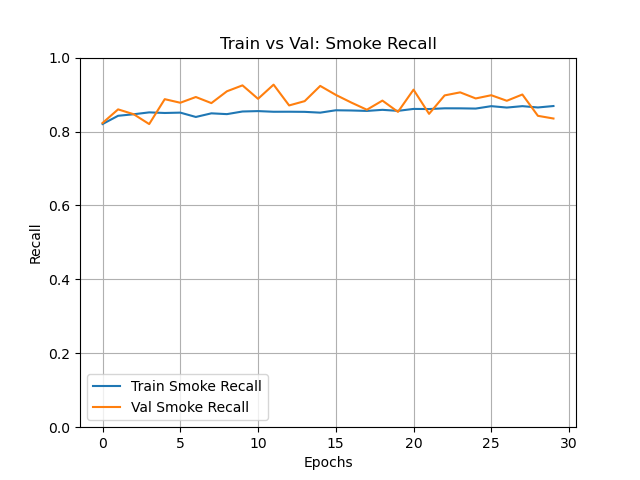 Train vs Val: Smoke Recall
1.0
0.8
0.6
0.4
0.2
0.0
Recall
Train Smoke Recall
Val Smoke Recall
0 5 10 15 20 25 30
Epochs